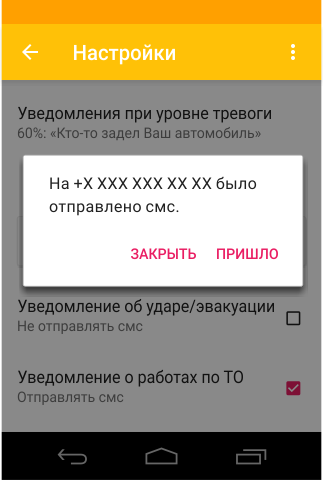 Настройки
Уведомления при уровне тревоги
60%: «Кто-то задел Ваш автомобиль»
На +X XXX XXX XX XX было
отправлено смс.
ЗАКРЫТЬ ПРИШЛО
Уведомление об ударе/эвакуации
Не отправлять смс
Уведомление о работах по ТО
Отправлять смс